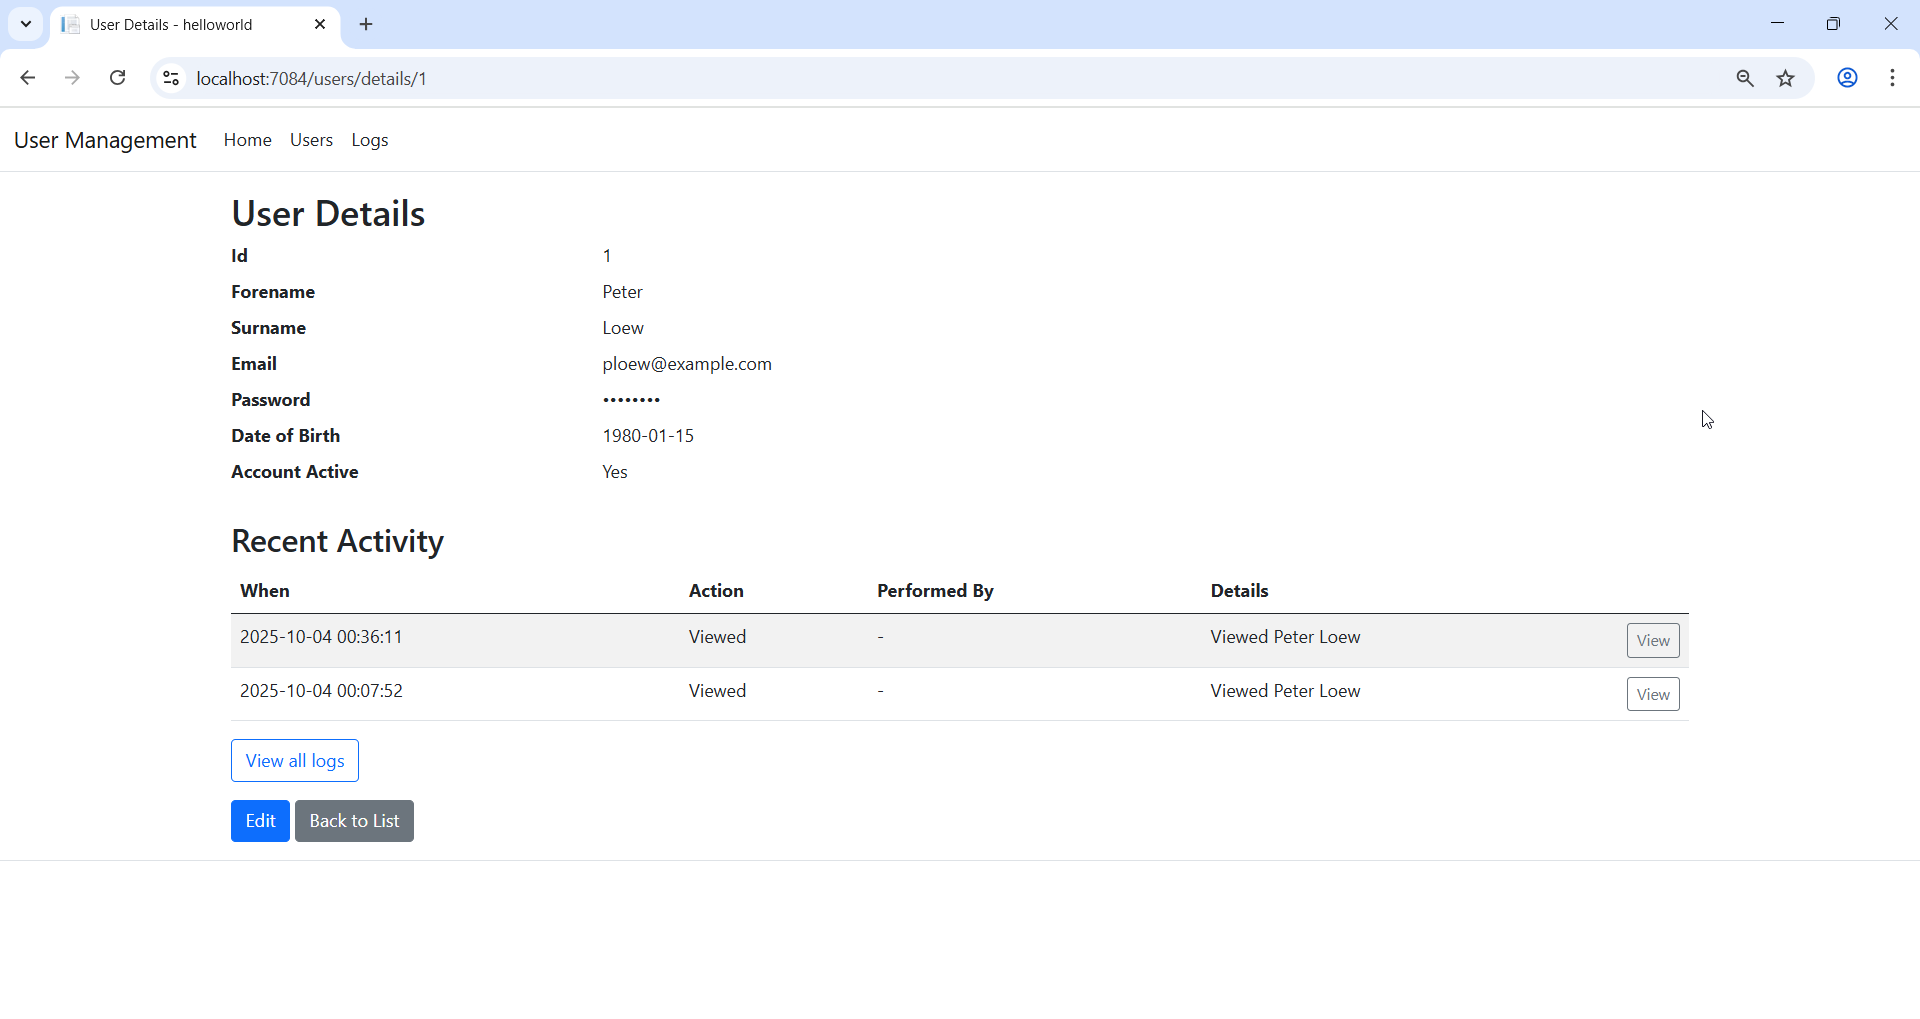 User Details - helloworld
localhost:7084/users/details/1
User Management Home Users Logs
User Details
Id 1
Forename Peter
Surname Loew
Email ploew@example.com
Password ••••••••
Date of Birth 1980-01-15
Account Active Yes
Recent Activity
When Action Performed By Details
2025-10-04 00:36:11 Viewed - Viewed Peter Loew View
2025-10-04 00:07:52 Viewed - Viewed Peter Loew View
View all logs
Edit Back to List